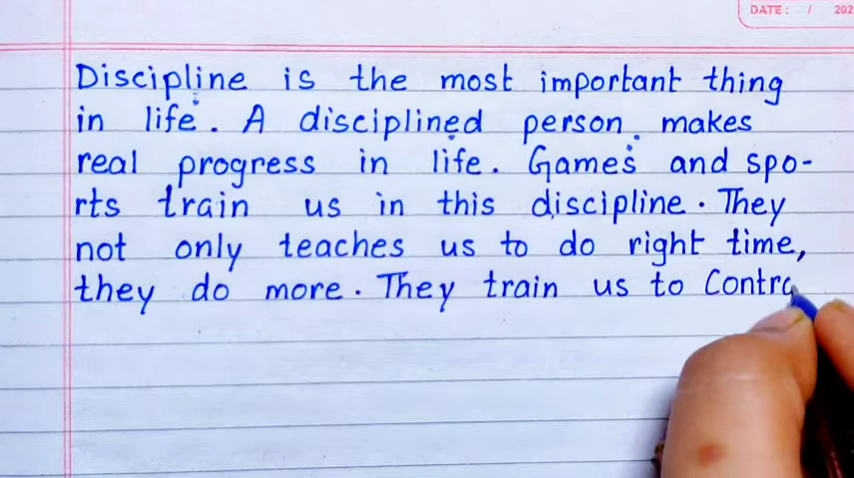 DATE: / 202
Discipline is the most important thing
in life. A disciplined person. makes
real progress in life. Games and spo-
rts train us in this discipline. They
not only teaches us to do right time,
they do more. They train us to Contro